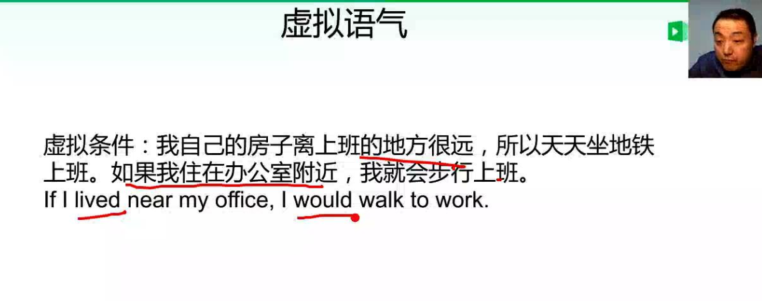 虚拟语气
虚拟条件：我自己的房子离上班的地方很远，所以天天坐地铁
上班。如果我住在办公室附近，我就会步行上班。
If I lived near my office, I would walk to work.